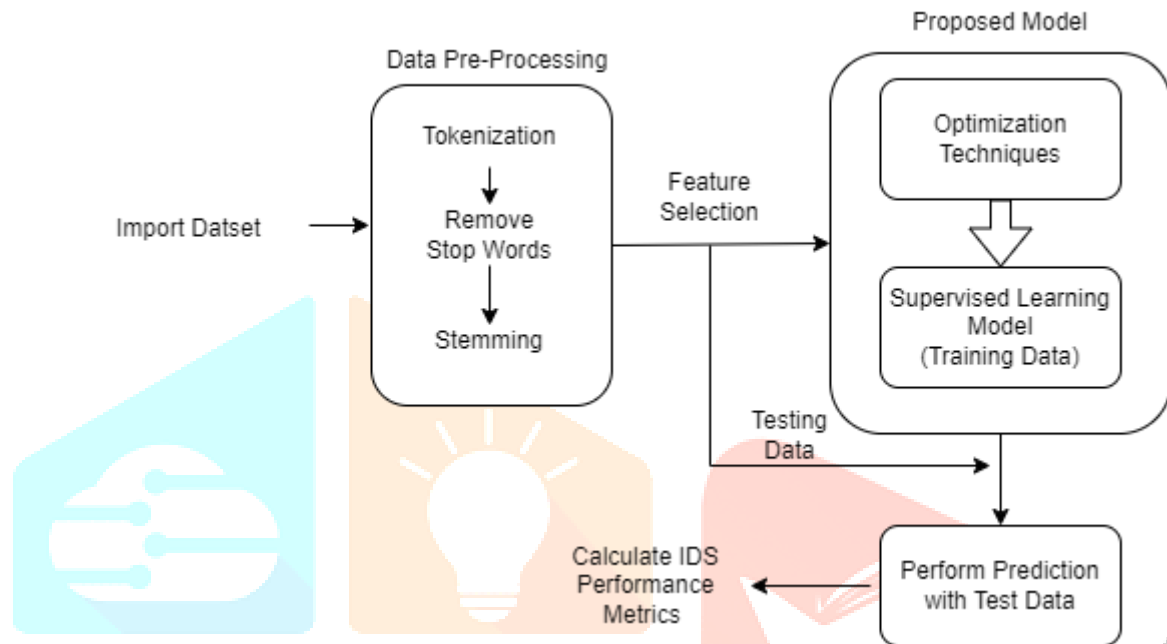 Proposed Model
Data Pre-Processing
Optimization
Techniques
Tokenization
Feature
Selection
Import Datset
Remove
Stop Words
Supervised Learning
Model
(Training Data)
Stemming
Testing
Data
Calculate IDS
Performance
Metrics
Perform Prediction
with Test Data